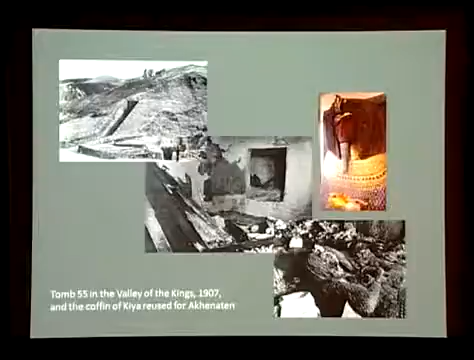 Tomb 55 in the Valley of the Kings, 1907,
and the coffin of Kiya reused for Akhenaten